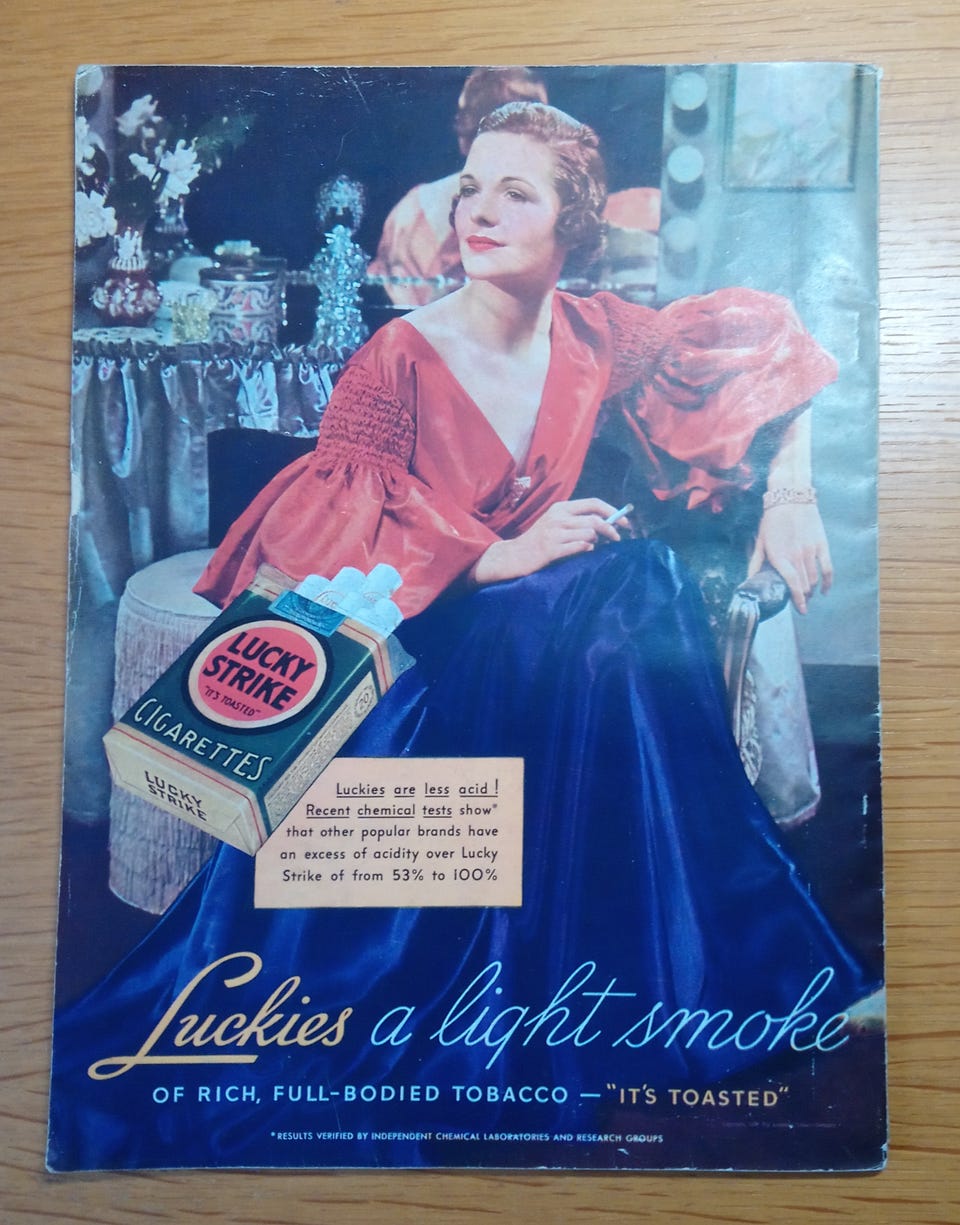 LUCKY
STRIKE
"IT'S TOASTED"
CIGARETTES
LUCKY
STRIKE
20
Luckies are less acid!
Recent chemical tests show*
that other popular brands have
an excess of acidity over Lucky
Strike of from 53% to 100%
Luckies a light smoke
OF RICH, FULL-BODIED TOBACCO — "IT'S TOASTED"
*RESULTS VERIFIED BY INDEPENDENT CHEMICAL LABORATORIES AND RESEARCH GROUPS